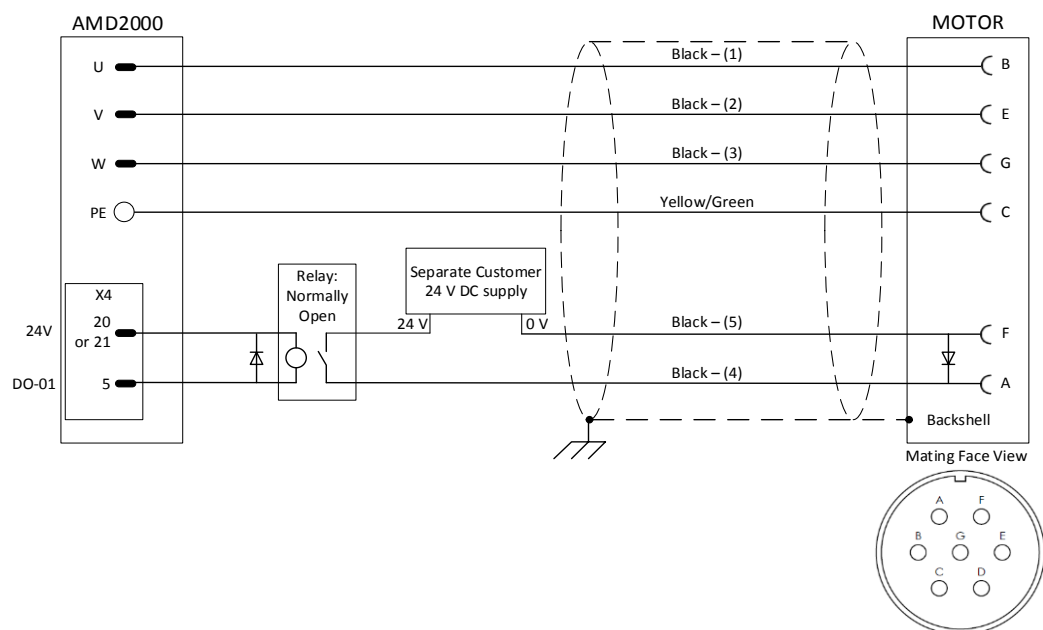 AMD2000
MOTOR
U
Black – (1)
B
V
Black – (2)
E
W
Black – (3)
G
PE
Yellow/Green
C
Relay:
Normally
Open
Separate Customer
24 V DC supply
X4
24V
20
or 21
24 V
0 V
Black – (5)
F
DO-01
5
Black – (4)
A
Backshell
Mating Face View
A
F
B
G
E
C
D